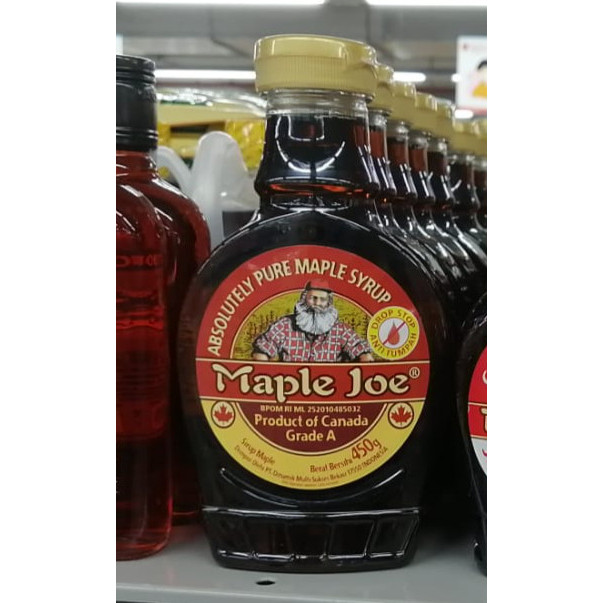 ABSOLUTELY PURE MAPLE SYRUP
DROP STOP
ANTI TUMPAH
Maple Joe®
BPOM RI ML 252010485032
Product of Canada
Grade A
Sirup Maple
Berat Bersih 450g